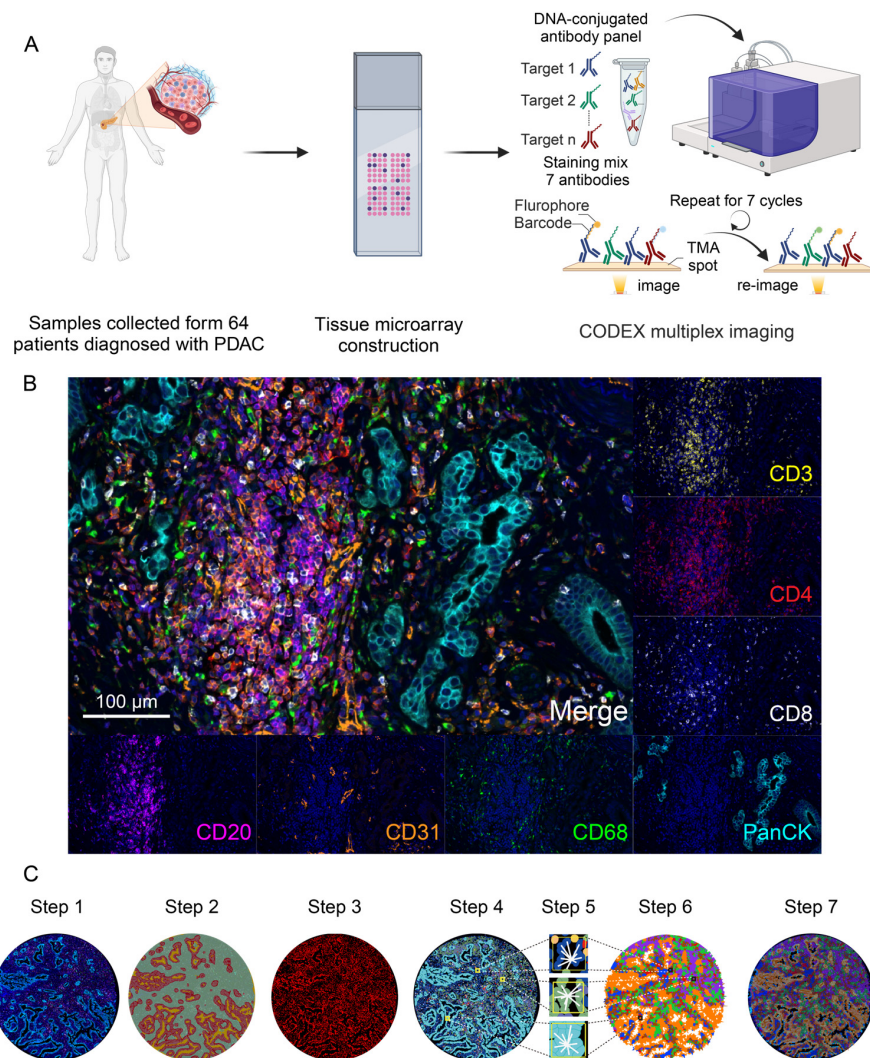 A
DNA-conjugated
antibody panel
Target 1
Target 2
Target n
Staining mix
7 antibodies
Flurophore
Barcode
Repeat for 7 cycles
TMA
spot
image
re-image
Samples collected form 64
patients diagnosed with PDAC
Tissue microarray
construction
CODEX multiplex imaging
B
CD3
CD4
CD8
100 µm
Merge
CD20
CD31
CD68
PanCK
C
Step 1
Step 2
Step 3
Step 4
Step 5
Step 6
Step 7